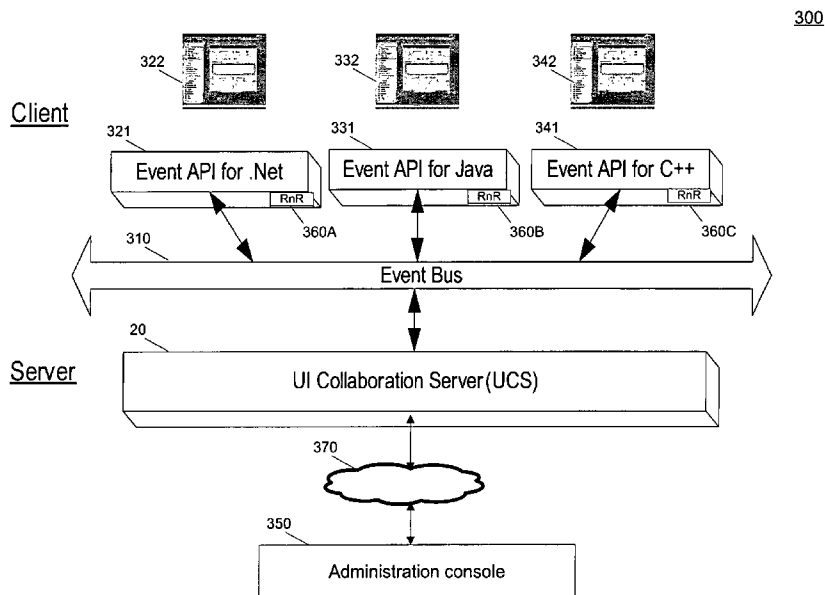 300
322
332
342
Client
321
331
341
Event API for .Net
Event API for Java
Event API for C++
RnR
RnR
RnR
360A
360B
360C
310
Event Bus
20
Server
UI Collaboration Server (UCS)
370
350
Administration console